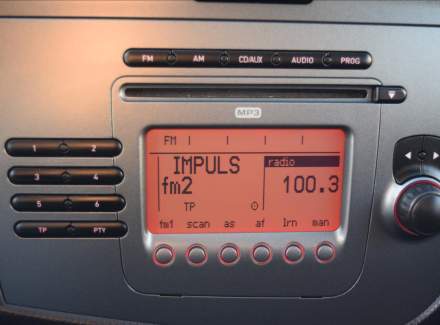 FM AM CD/AUX AUDIO PROG
MP3
1 2
3 4
5 6
TP PTY
FM
IMPULS radio
fm2 100.3
TP
fm1 scan as af lrn man